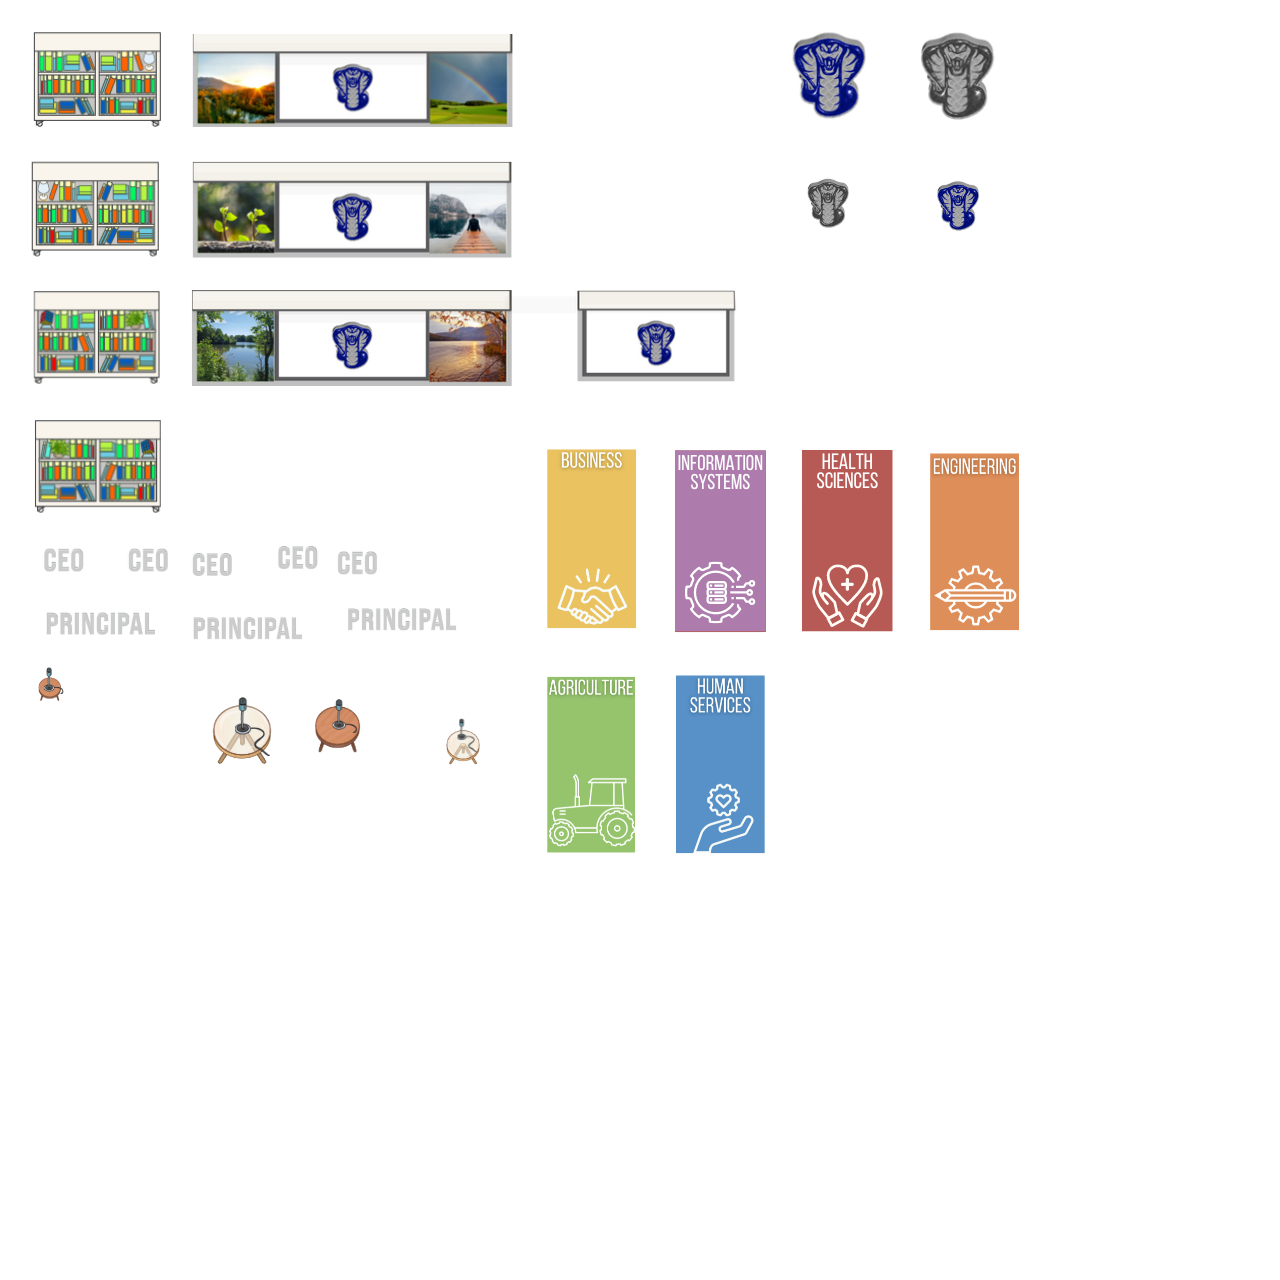 BUSINESS
INFORMATION
SYSTEMS
HEALTH
SCIENCES
ENGINEERING
CEO
CEO
CEO
CEO
CEO
PRINCIPAL
PRINCIPAL
PRINCIPAL
AGRICULTURE
HUMAN
SERVICES